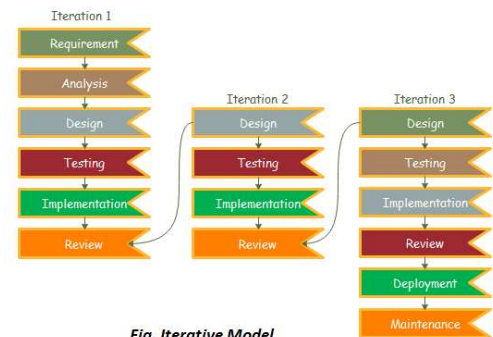 Iteration 1
Requirement
Analysis
Design
Testing
Implementation
Review
Iteration 2
Design
Testing
Implementation
Review
Iteration 3
Design
Testing
Implementation
Review
Deployment
Maintenance
Fig. Iterative Model